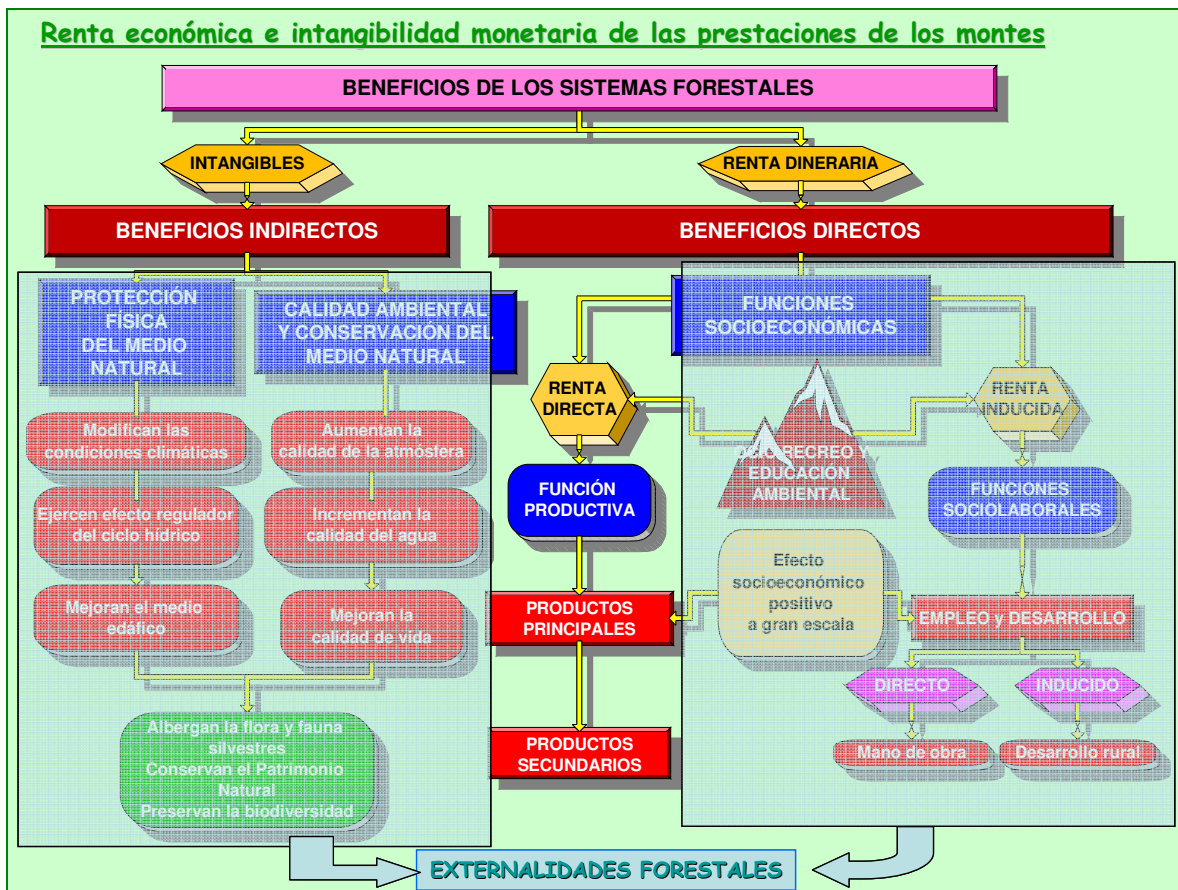 Renta económica e intangibilidad monetaria de las prestaciones de los montes
BENEFICIOS DE LOS SISTEMAS FORESTALES
INTANGIBLES
RENTA DINERARIA
BENEFICIOS INDIRECTOS
BENEFICIOS DIRECTOS
PROTECCIÓN
FÍSICA
DEL MEDIO
NATURAL
CALIDAD AMBIENTAL
Y CONSERVACIÓN DEL
MEDIO NATURAL
FUNCIONES
SOCIOECONÓMICAS
RENTA
DIRECTA
RENTA
INDUCIDA
Modifican las
condiciones climáticas
Aumentan la
calidad de la atmósfera
RECREO Y
EDUCACIÓN
AMBIENTAL
FUNCIÓN
PRODUCTIVA
FUNCIONES
SOCIOLABORALES
Ejercen efecto regulador
del ciclo hídrico
Incrementan la
calidad del agua
Efecto
socioeconómico
positivo
a gran escala
Mejoran el medio
edáfico
Mejoran la
calidad de vida
PRODUCTOS
PRINCIPALES
EMPLEO y DESARROLLO
DIRECTO
INDUCIDO
Albergan la flora y fauna
silvestres
Conservan el Patrimonio
Natural
Preservan la biodiversidad
PRODUCTOS
SECUNDARIOS
Mano de obra
Desarrollo rural
EXTERNALIDADES FORESTALES